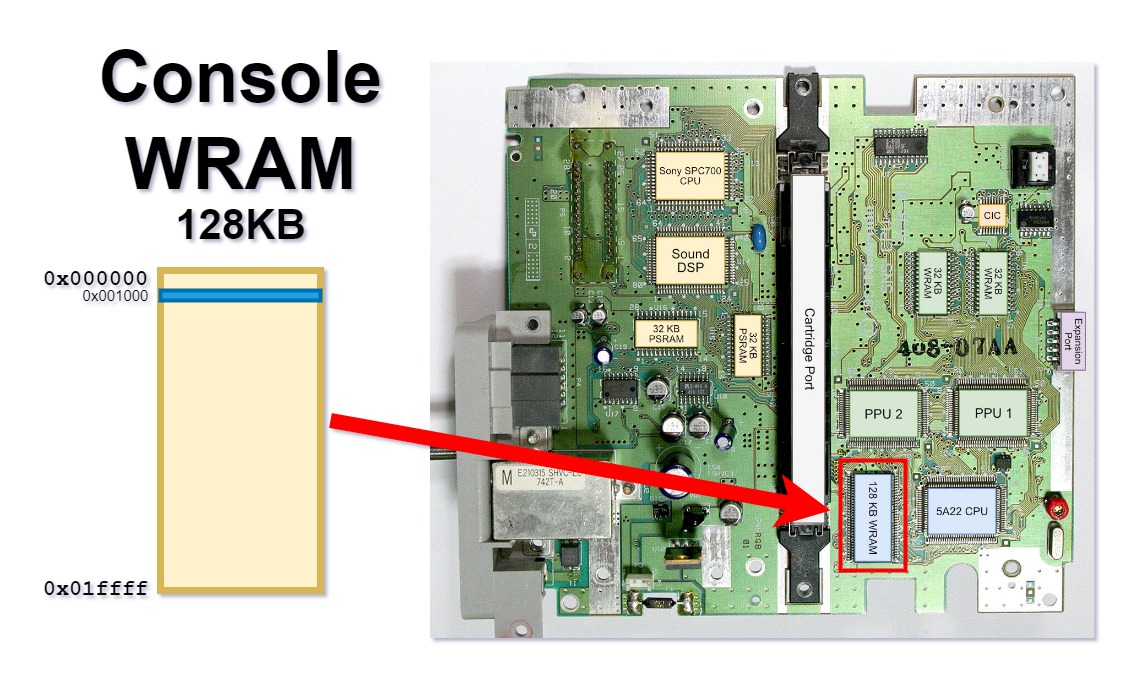 Console
WRAM
128KB
0x000000
0x001000
0x01ffff
Sony SPC700
CPU
Sound
DSP
32 KB
PSRAM
32 KB
PSRAM
Cartridge Port
CIC
32 KB
WRAM
32 KB
WRAM
Expansion
Port
408-07AA
PPU 2
PPU 1
128 KB WRAM
5A22 CPU
M
E210315 SHVC-
742T-A
U17